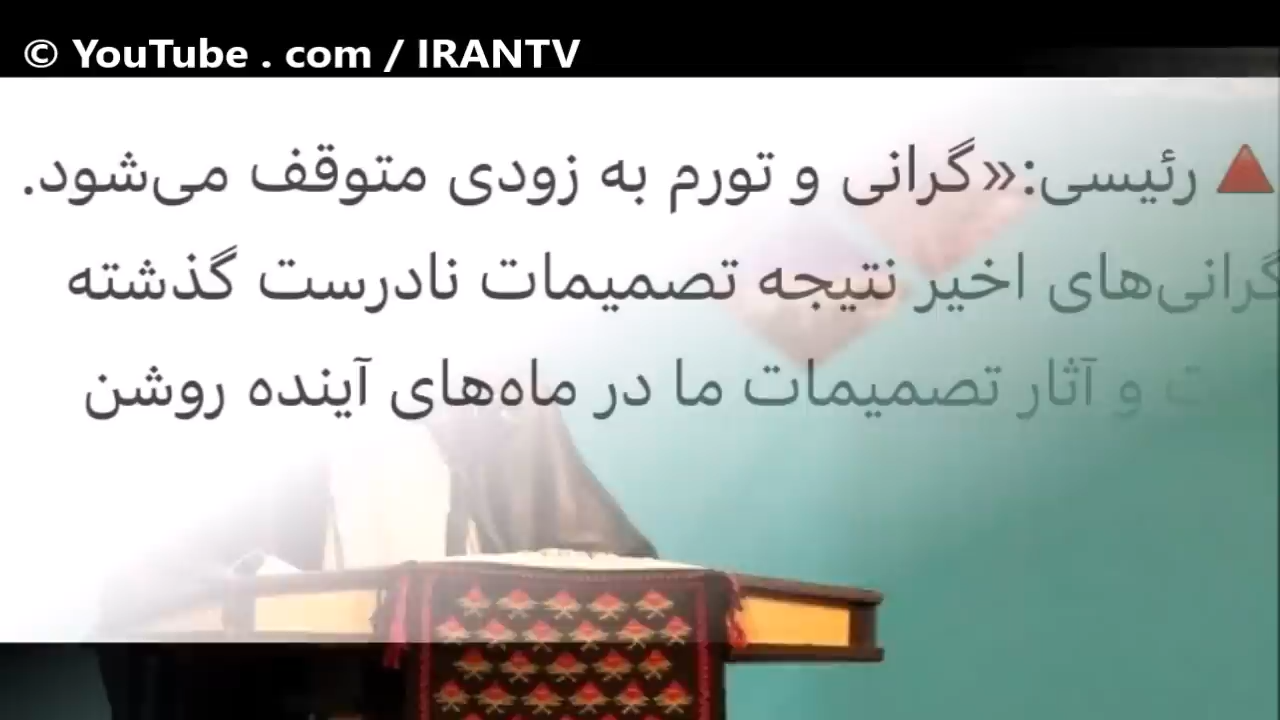 © YouTube . com / IRANTV
رئیسی:«گرانی و تورم به زودی متوقف می‌شود.
گرانی‌های اخیر نتیجه تصمیمات نادرست گذشته
و آثار تصمیمات ما در ماه‌های آینده روشن